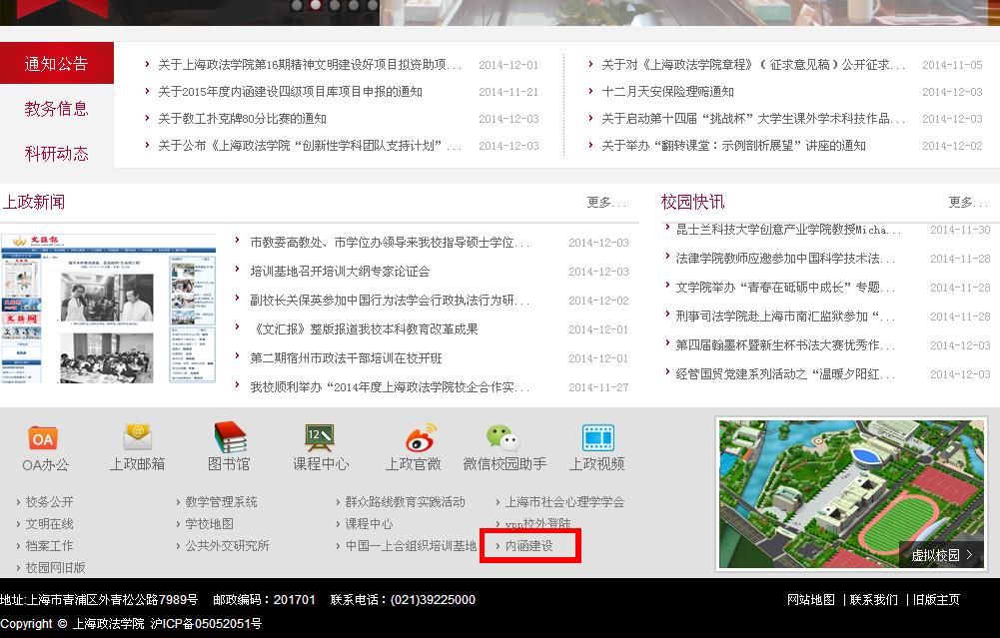 通知公告
教务信息
科研动态
关于上海政法学院第16期精神文明建设好项目拟资助项... 2014-12-01
关于2015年度内涵建设四级项目库项目申报的通知 2014-11-21
关于教工扑克牌80分比赛的通知 2014-12-03
关于公布《上海政法学院“创新性学科团队支持计划”... 2014-12-03
关于对《上海政法学院章程》（征求意见稿）公开征求... 2014-11-05
十二月天安保险理赔通知 2014-12-03
关于启动第十四届“挑战杯”大学生课外学术科技作品... 2014-12-03
关于举办“翻转课堂：示例剖析展望”讲座的通知 2014-12-02
上政新闻 更多...
文汇报
市教委高教处、市学位办领导来我校指导硕士学位... 2014-12-03
培训基地召开培训大纲专家论证会 2014-12-03
副校长关保英参加中国行为法学会行政执法行为研... 2014-12-02
《文汇报》整版报道我校本科教育改革成果 2014-12-01
第二期宿州市政法干部培训在校开班 2014-12-01
我校顺利举办“2014年度上海政法学院校企合作实... 2014-11-27
校园快讯 更多...
昆士兰科技大学创意产业学院教授Micha... 2014-11-30
法律学院教师应邀参加中国科学技术法... 2014-11-28
文学院举办“青春在砥砺中成长”专题... 2014-11-28
刑事司法学院赴上海市南汇监狱参加“... 2014-11-28
第四届翰墨杯暨新生杯书法大赛优秀作... 2014-12-03
经管国贸党建系列活动之“温暖夕阳红... 2014-12-03
OA
12
OA办公 上政邮箱 图书馆 课程中心 上政官微 微信校园助手 上政视频
校务公开 教学管理系统 群众路线教育实践活动 上海市社会心理学学会
文明在线 学校地图 课程中心 vpn校外登陆
档案工作 公共外交研究所 中国一上合组织培训基地 内涵建设
校园网旧版
虚拟校园
地址:上海市青浦区外青松公路7989号 邮政编码：201701 联系电话：(021)39225000
网站地图 | 联系我们 | 旧版主页
Copyright © 上海政法学院 沪ICP备05052051号